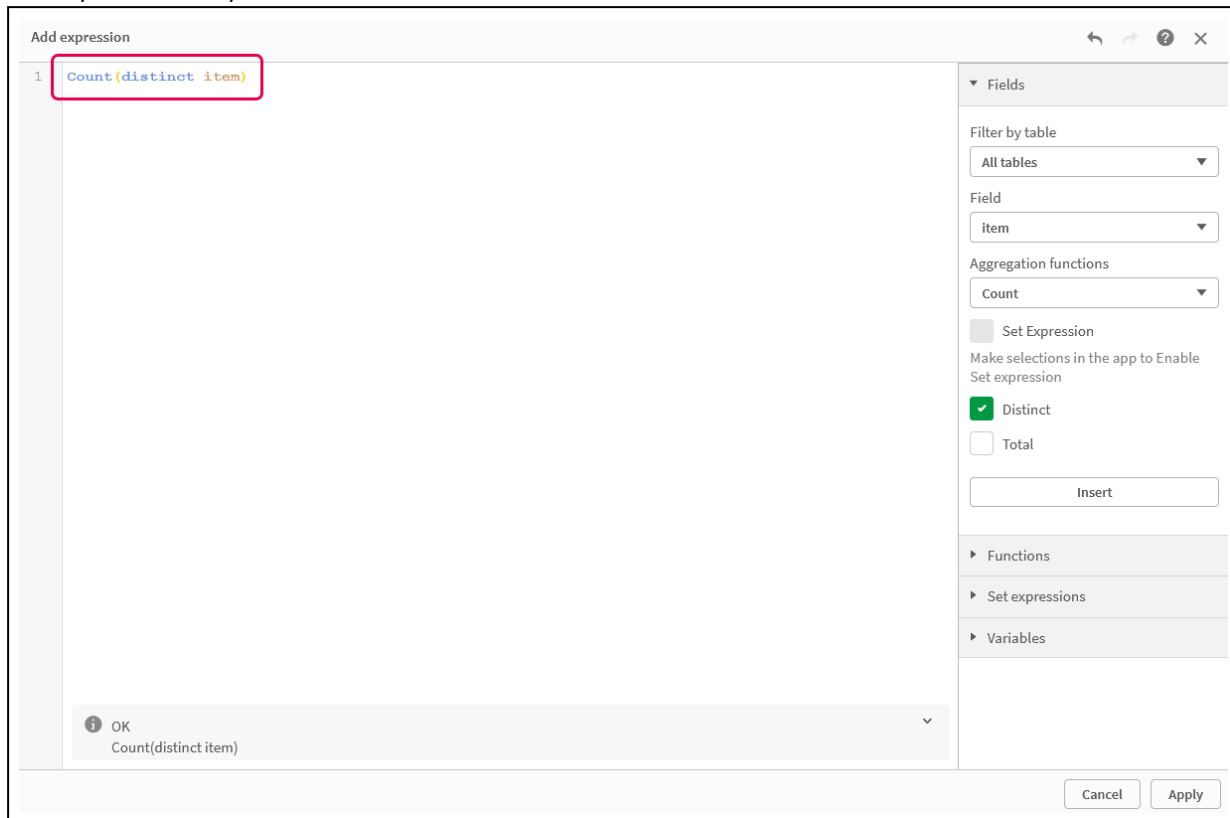 Add expression
1 Count(distinct item)
Fields
Filter by table
All tables
Field
item
Aggregation functions
Count
Set Expression
Make selections in the app to Enable
Set expression
Distinct
Total
Insert
Functions
Set expressions
Variables
OK
Count(distinct item)
Cancel Apply